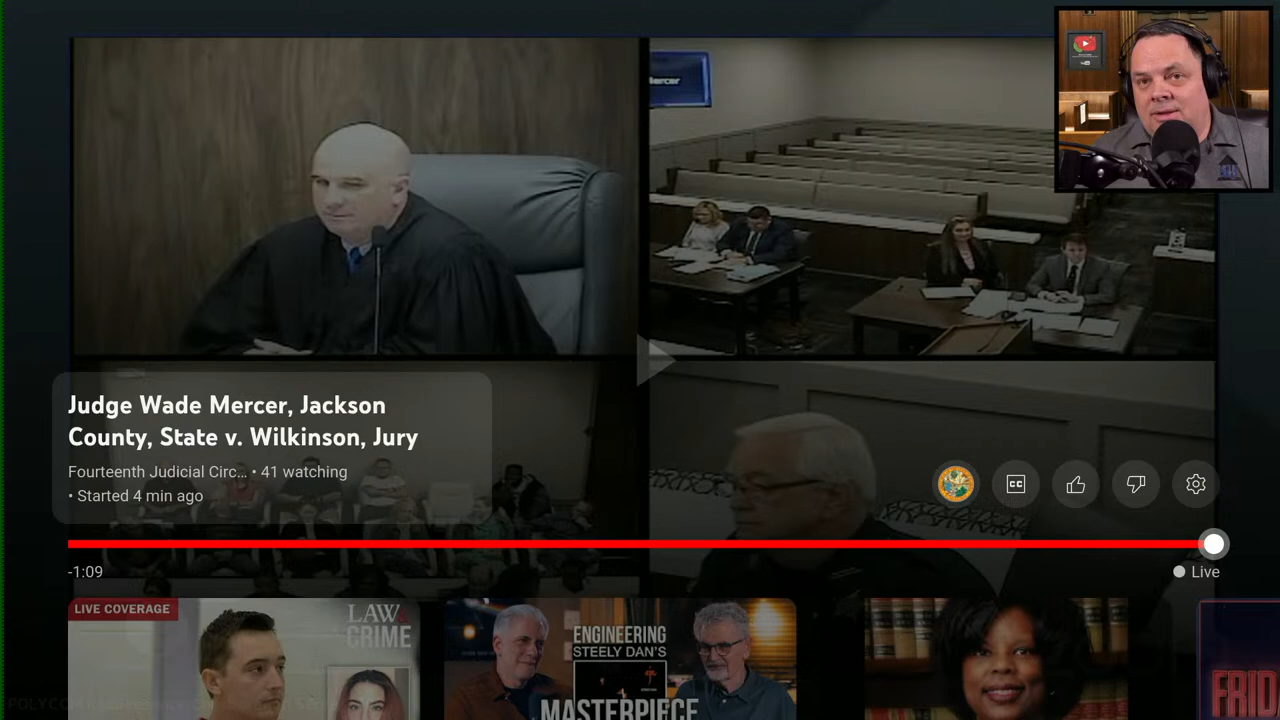 ercer
Judge Wade Mercer, Jackson
County, State v. Wilkinson, Jury
Fourteenth Judicial Circ... • 41 watching
• Started 4 min ago
CC
-1:09
Live
LIVE COVERAGE
LAW&
CRIME
ENGINEERING
STEELY DAN'S
MASTERPIECE
FRID